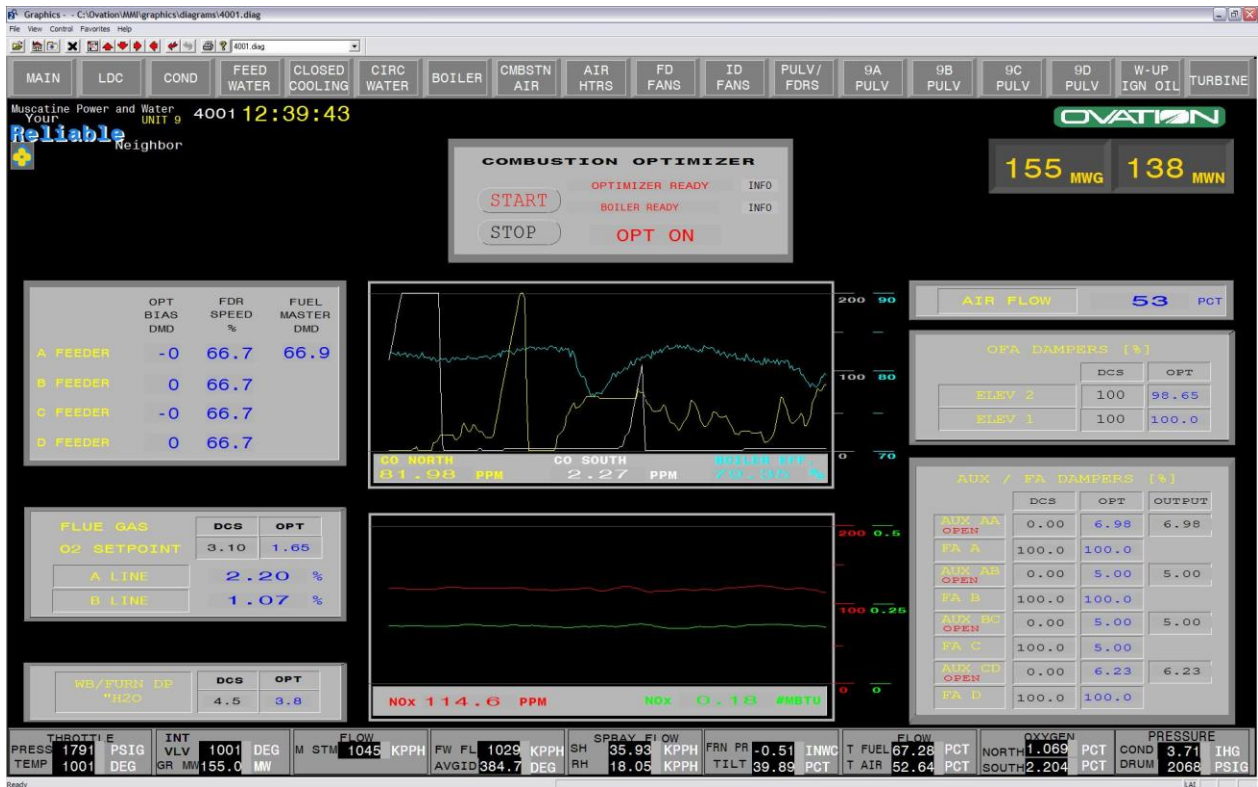 Graphics - - C:\Ovation\MMI\graphics\diagrams\4001.diag
File View Control Favorites Help
4001.diag
MAIN LDC COND FEED WATER CLOSED COOLING CIRC WATER BOILER CMBSTN AIR AIR HTRS FD FANS ID FANS PULV/ FDRS 9A PULV 9B PULV 9C PULV 9D PULV W-UP IGN OIL TURBINE
Muscatine Power and Water
Your UNIT 9 4001 12:39:43
Reliable
Neighbor
OVATION
155 MWG 138 MWN
COMBUSTION OPTIMIZER
START OPTIMIZER READY INFO
BOILER READY INFO
STOP OPT ON
OPT BIAS DMD FDR SPEED % FUEL MASTER DMD
A FEEDER -0 66.7 66.9
B FEEDER 0 66.7
C FEEDER -0 66.7
D FEEDER 0 66.7
200 90
100 80
0 70
CO NORTH CO SOUTH BOILER EFF.
81.98 PPM 2.27 PPM %
AIR FLOW 53 PCT
OFA DAMPERS [%]
DCS OPT
ELEV 2 100 98.65
ELEV 1 100 100.0
FLUE GAS DCS OPT
O2 SETPOINT 3.10 1.65
A LINE 2.20 %
B LINE 1.07 %
200 0.5
100 0.25
0 0
NOx 114.6 PPM NOx 0.18 #MBTU
AUX / FA DAMPERS [%]
DCS OPT OUTPUT
AUX AA OPEN 0.00 6.98 6.98
FA A 100.0 100.0
AUX AB OPEN 0.00 5.00 5.00
FA B 100.0 100.0
AUX BC OPEN 0.00 5.00 5.00
FA C 100.0 5.00
AUX CD OPEN 0.00 6.23 6.23
FA D 100.0 100.0
WB/FURN DP DCS OPT
"H2O 4.5 3.8
THROTTLE INT FLOW SPRAY FLOW FLOW OXYGEN PRESSURE
PRESS 1791 PSIG VLV 1001 DEG M STM 1045 KPPH FW FL 1029 KPPH SH 35.93 KPPH FRN PR -0.51 INWC T FUEL 67.28 PCT NORTH 1.069 PCT COND 3.71 IHG
TEMP 1001 DEG GR MW 155.0 MW AVGID 384.7 DEG RH 18.05 KPPH TILT 39.89 PCT T AIR 52.64 PCT SOUTH 2.204 PCT DRUM 2068 PSIG
Ready